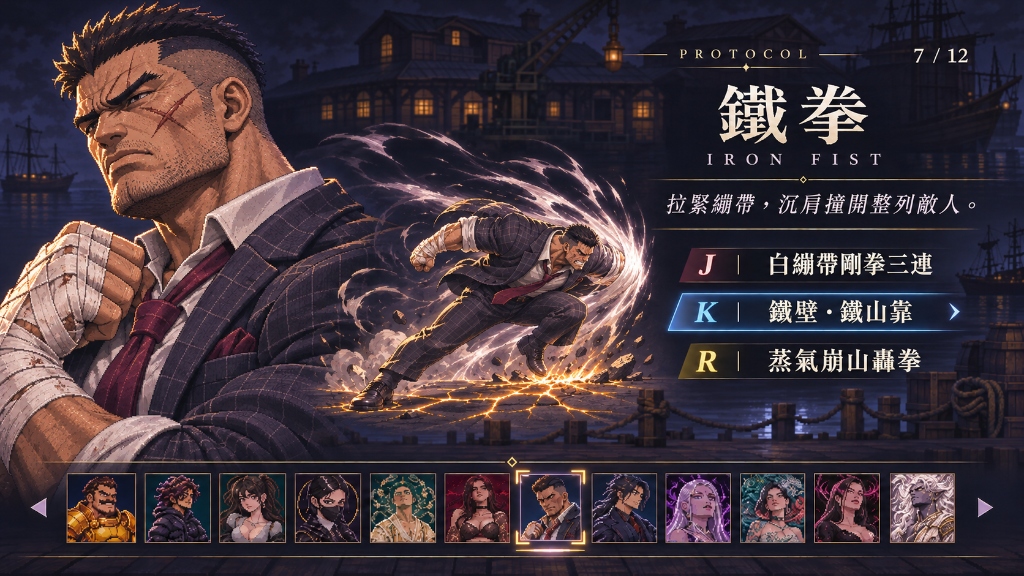 PROTOCOL
7 / 12
鐵拳
IRON FIST
拉緊繃帶，沉肩撞開整列敵人。
J 白繃帶剛拳三連
K 鐵壁·鐵山靠
R 蒸氣崩山轟拳